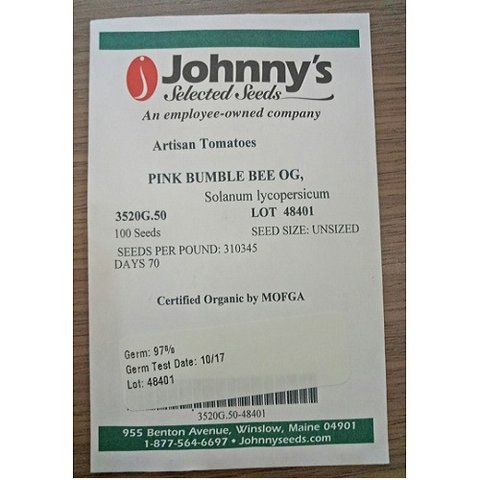 Johnny's
Selected Seeds
An employee-owned company
Artisan Tomatoes
PINK BUMBLE BEE OG,
Solanum lycopersicum
3520G.50 LOT 48401
100 Seeds SEED SIZE: UNSIZED
SEEDS PER POUND: 310345
DAYS 70
Certified Organic by MOFGA
Germ: 97%
Germ Test Date: 10/17
Lot: 48401
3520G.50-48401
955 Benton Avenue, Winslow, Maine 04901
1-877-564-6697 • Johnnyseeds.com